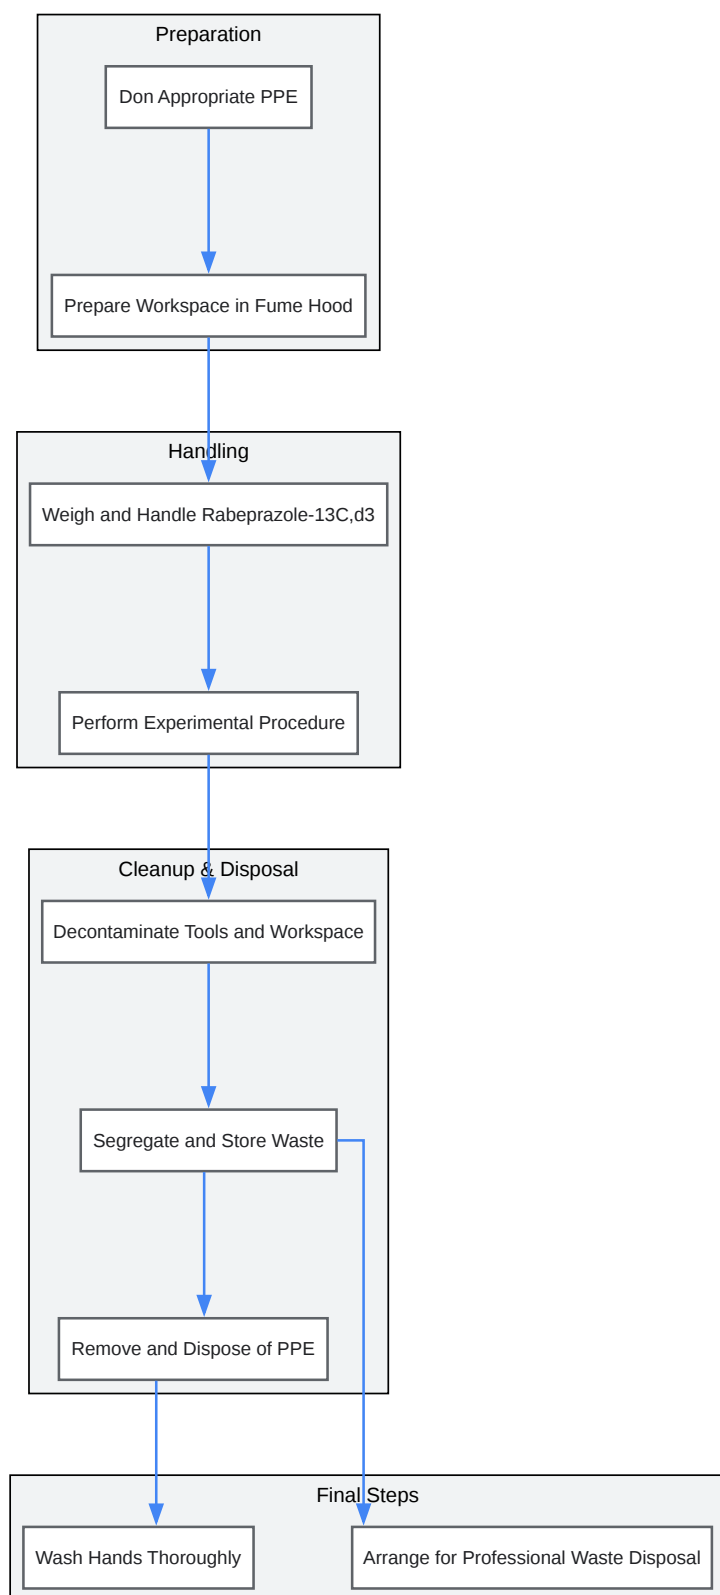 Preparation
Don Appropriate PPE
Prepare Workspace in Fume Hood
Handling
Weigh and Handle Rabeprazole-13C,d3
Perform Experimental Procedure
Cleanup & Disposal
Decontaminate Tools and Workspace
Segregate and Store Waste
Remove and Dispose of PPE
Final Steps
Wash Hands Thoroughly
Arrange for Professional Waste Disposal